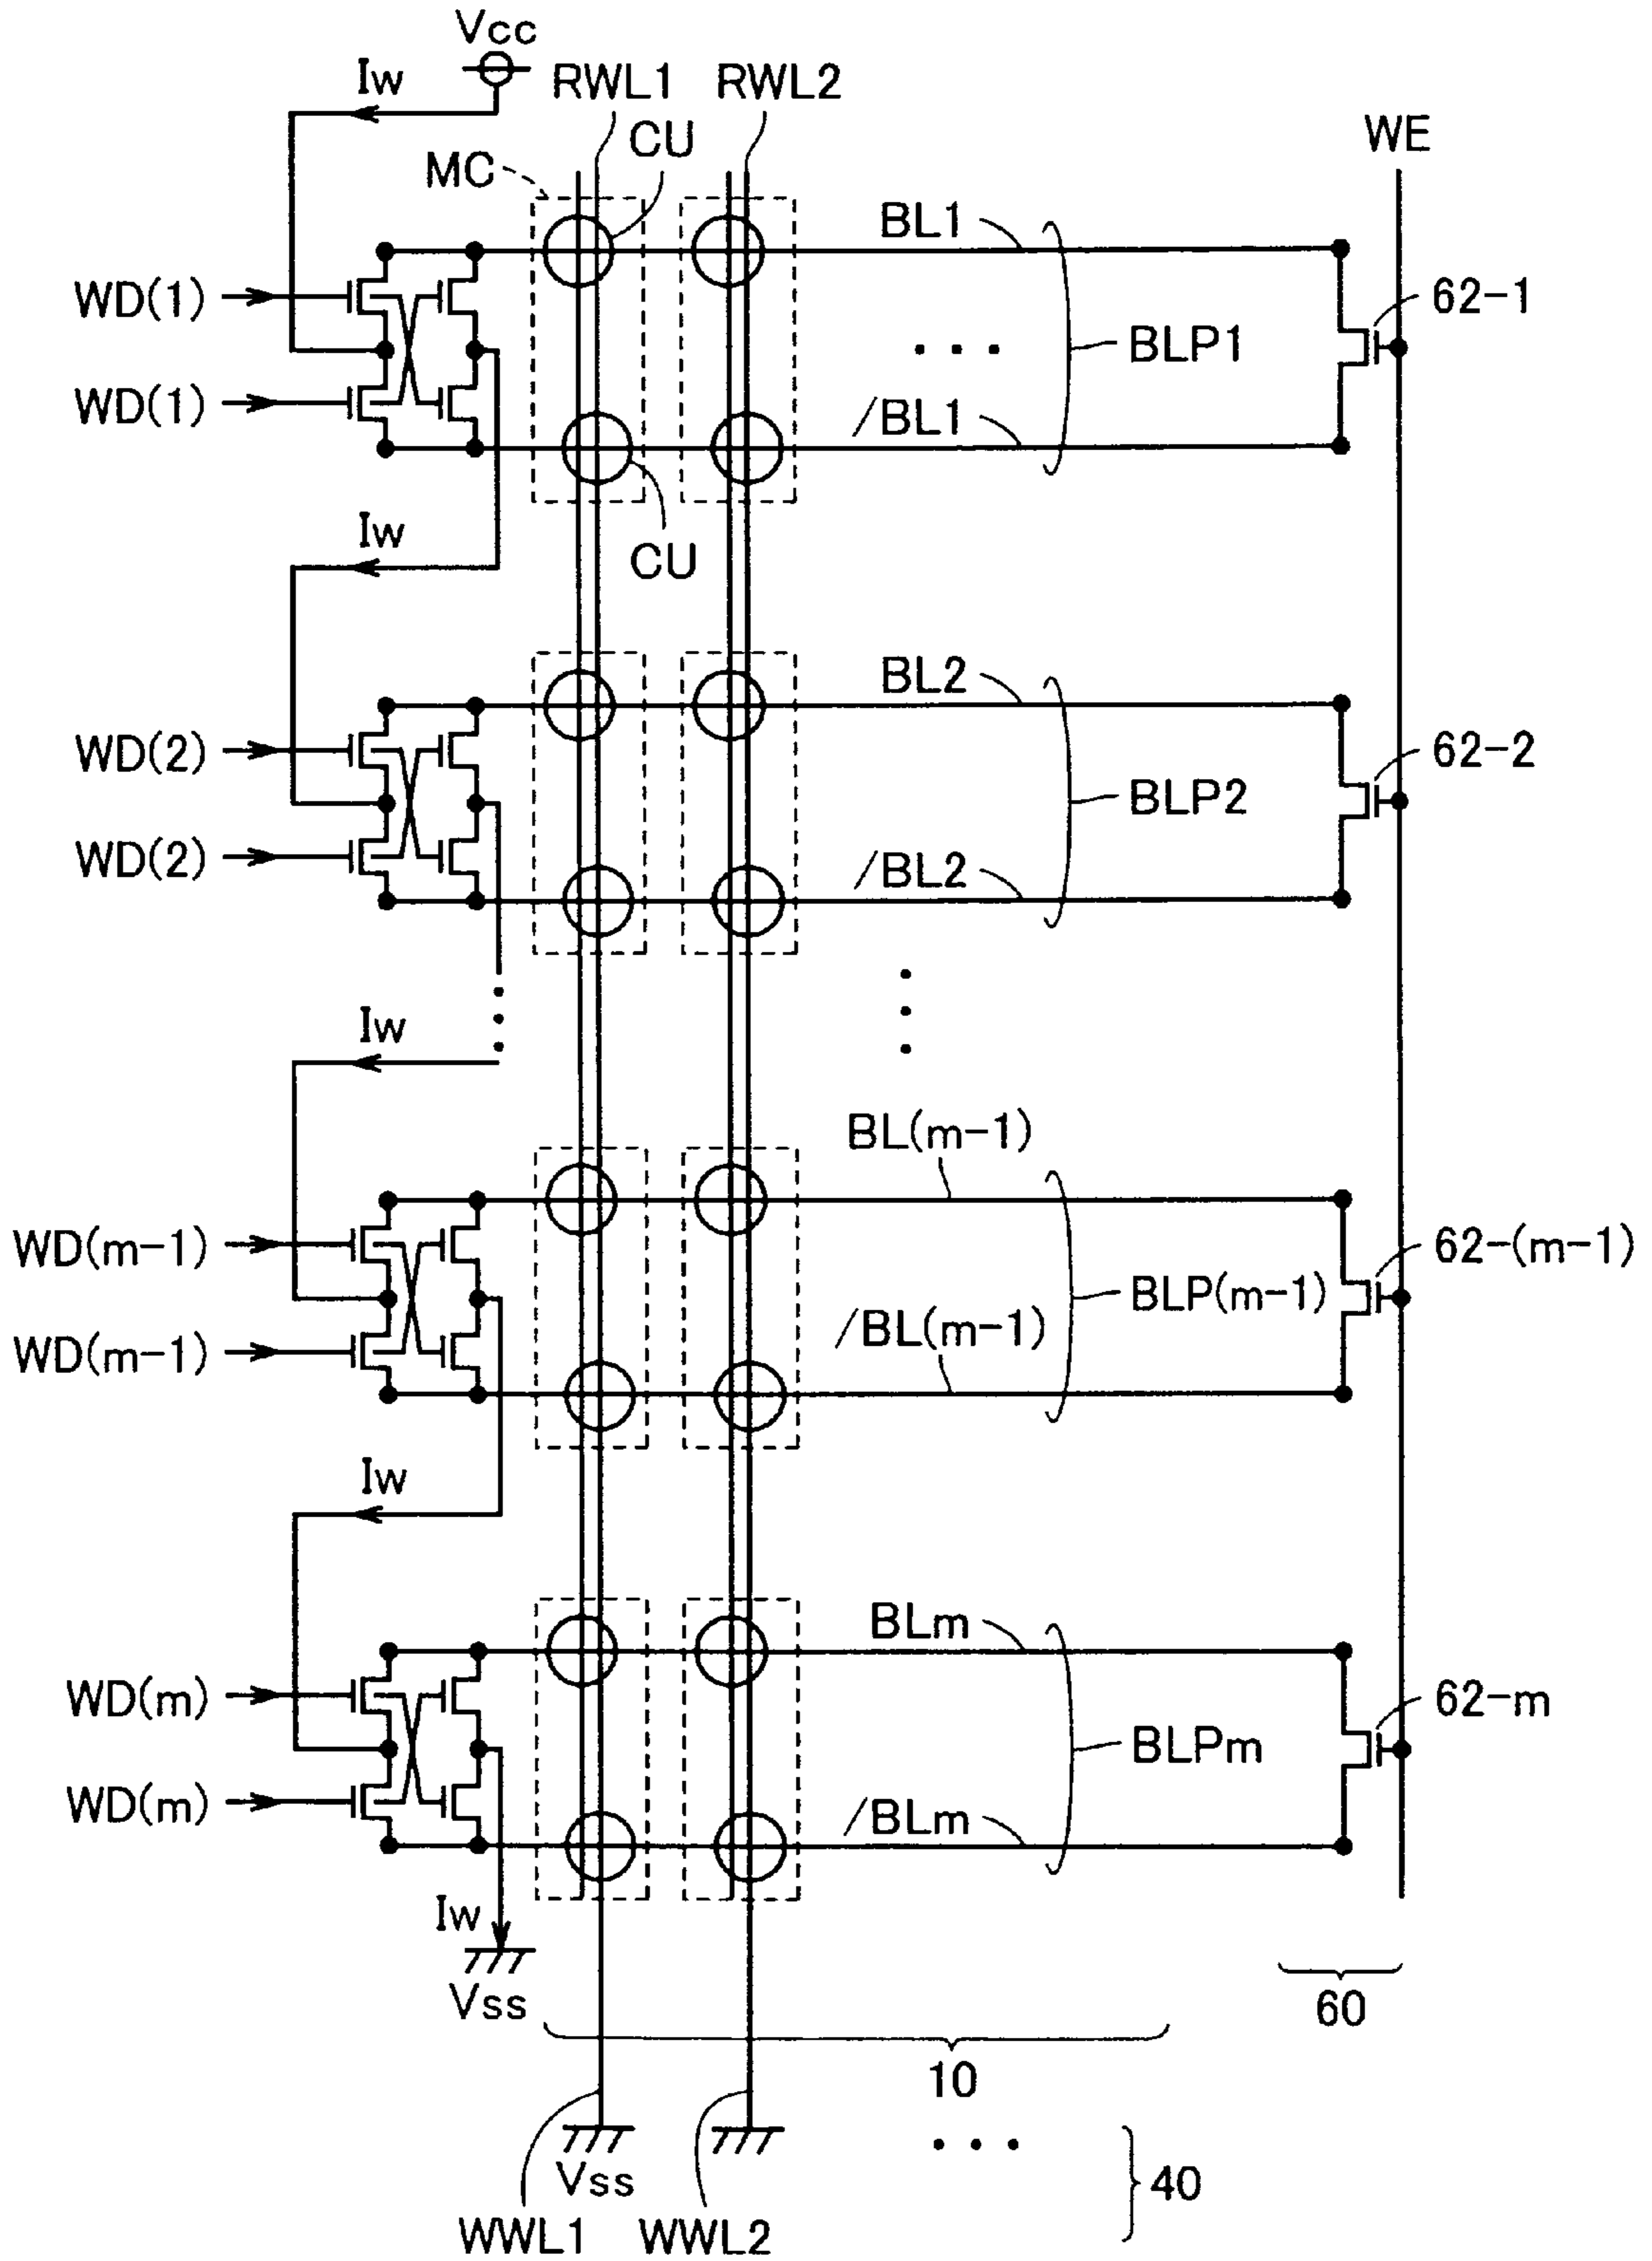 Vcc
Iw
RWL1
RWL2
CU
MC
WE
BL1
WD(1)
62-1
BLP1
WD(1)
/BL1
Iw
CU
BL2
WD(2)
62-2
BLP2
WD(2)
/BL2
Iw
BL(m-1)
WD(m-1)
62-(m-1)
BLP(m-1)
/BL(m-1)
WD(m-1)
Iw
BLm
WD(m)
62-m
BLPm
WD(m)
/BLm
Iw
Vss
60
10
Vss
40
WWL1
WWL2